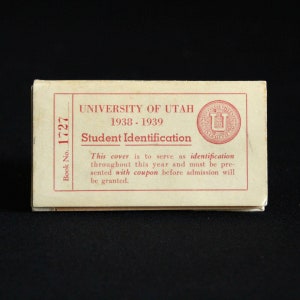 Book No. 1727
UNIVERSITY OF UTAH
1938 - 1939
Student Identification
This cover is to serve as identification
throughout this year and must be pre-
sented with coupon before admission will
be granted.
U